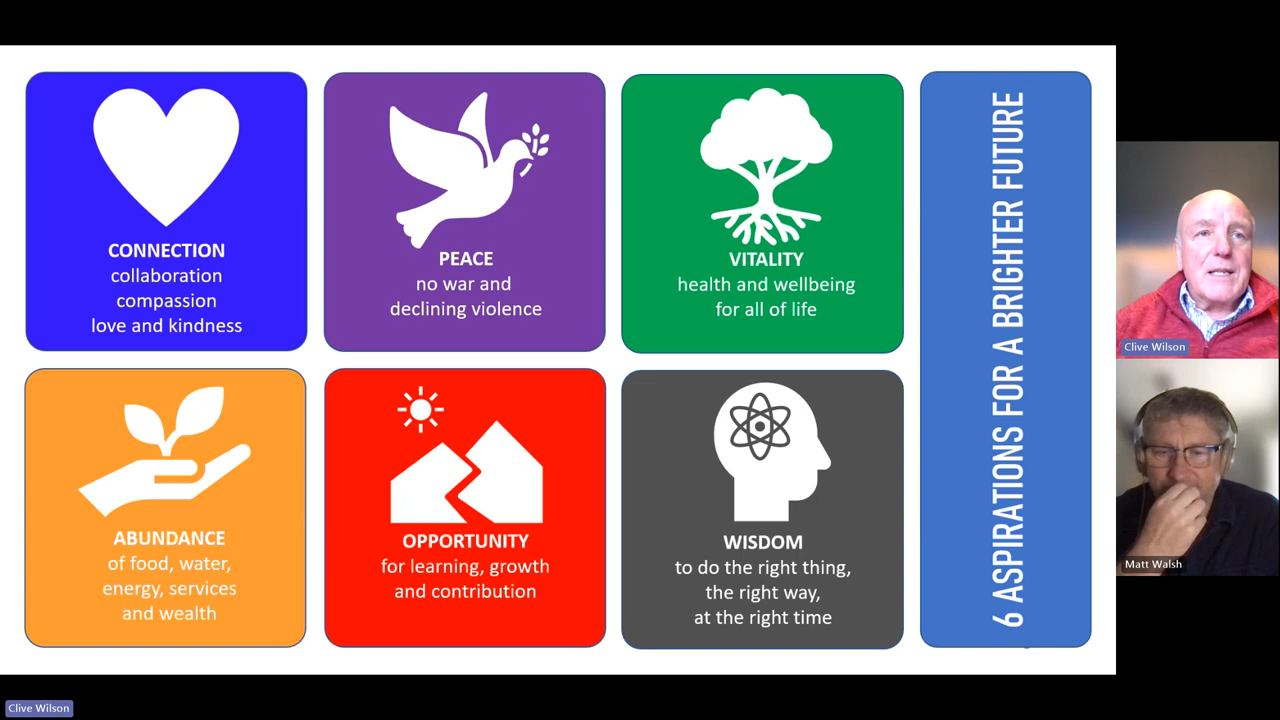 CONNECTION
collaboration
compassion
love and kindness
PEACE
no war and
declining violence
VITALITY
health and wellbeing
for all of life
ABUNDANCE
of food, water,
energy, services
and wealth
OPPORTUNITY
for learning, growth
and contribution
WISDOM
to do the right thing,
the right way,
at the right time
6 ASPIRATIONS FOR A BRIGHTER FUTURE
Clive Wilson
Matt Walsh
Clive Wilson